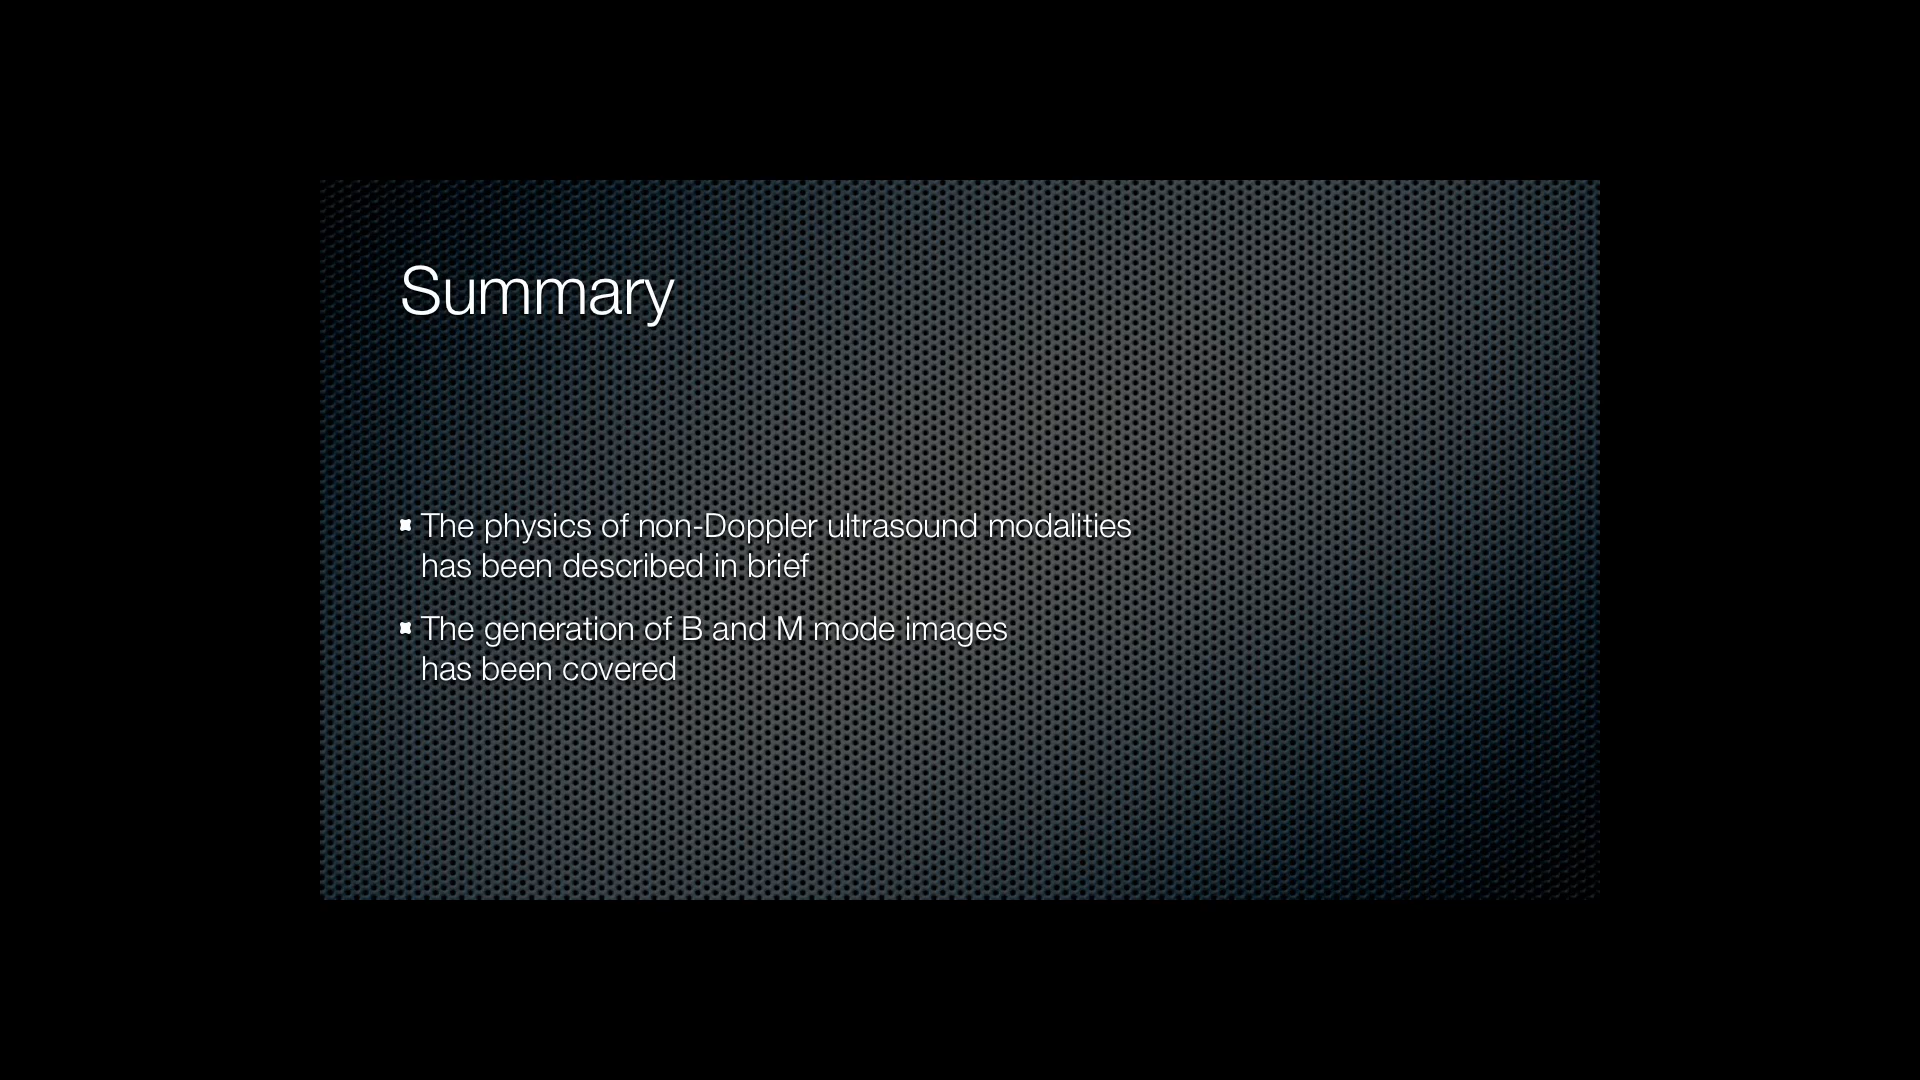 Summary
The physics of non-Doppler ultrasound modalities
has been described in brief
The generation of B and M mode images
has been covered